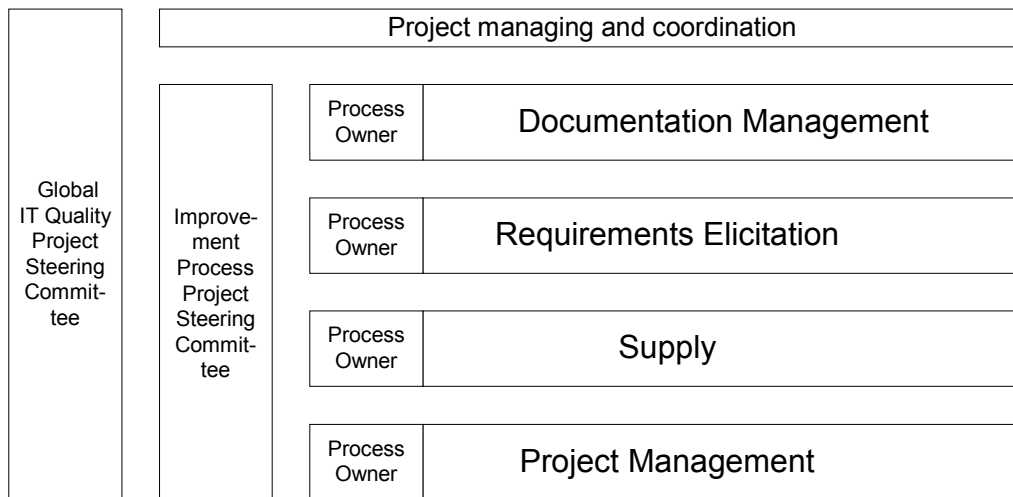 Project managing and coordination
Global
IT Quality
Project
Steering
Commit-
tee
Improve-
ment
Process
Project
Steering
Commit-
tee
Process
Owner
Documentation Management
Process
Owner
Requirements Elicitation
Process
Owner
Supply
Process
Owner
Project Management